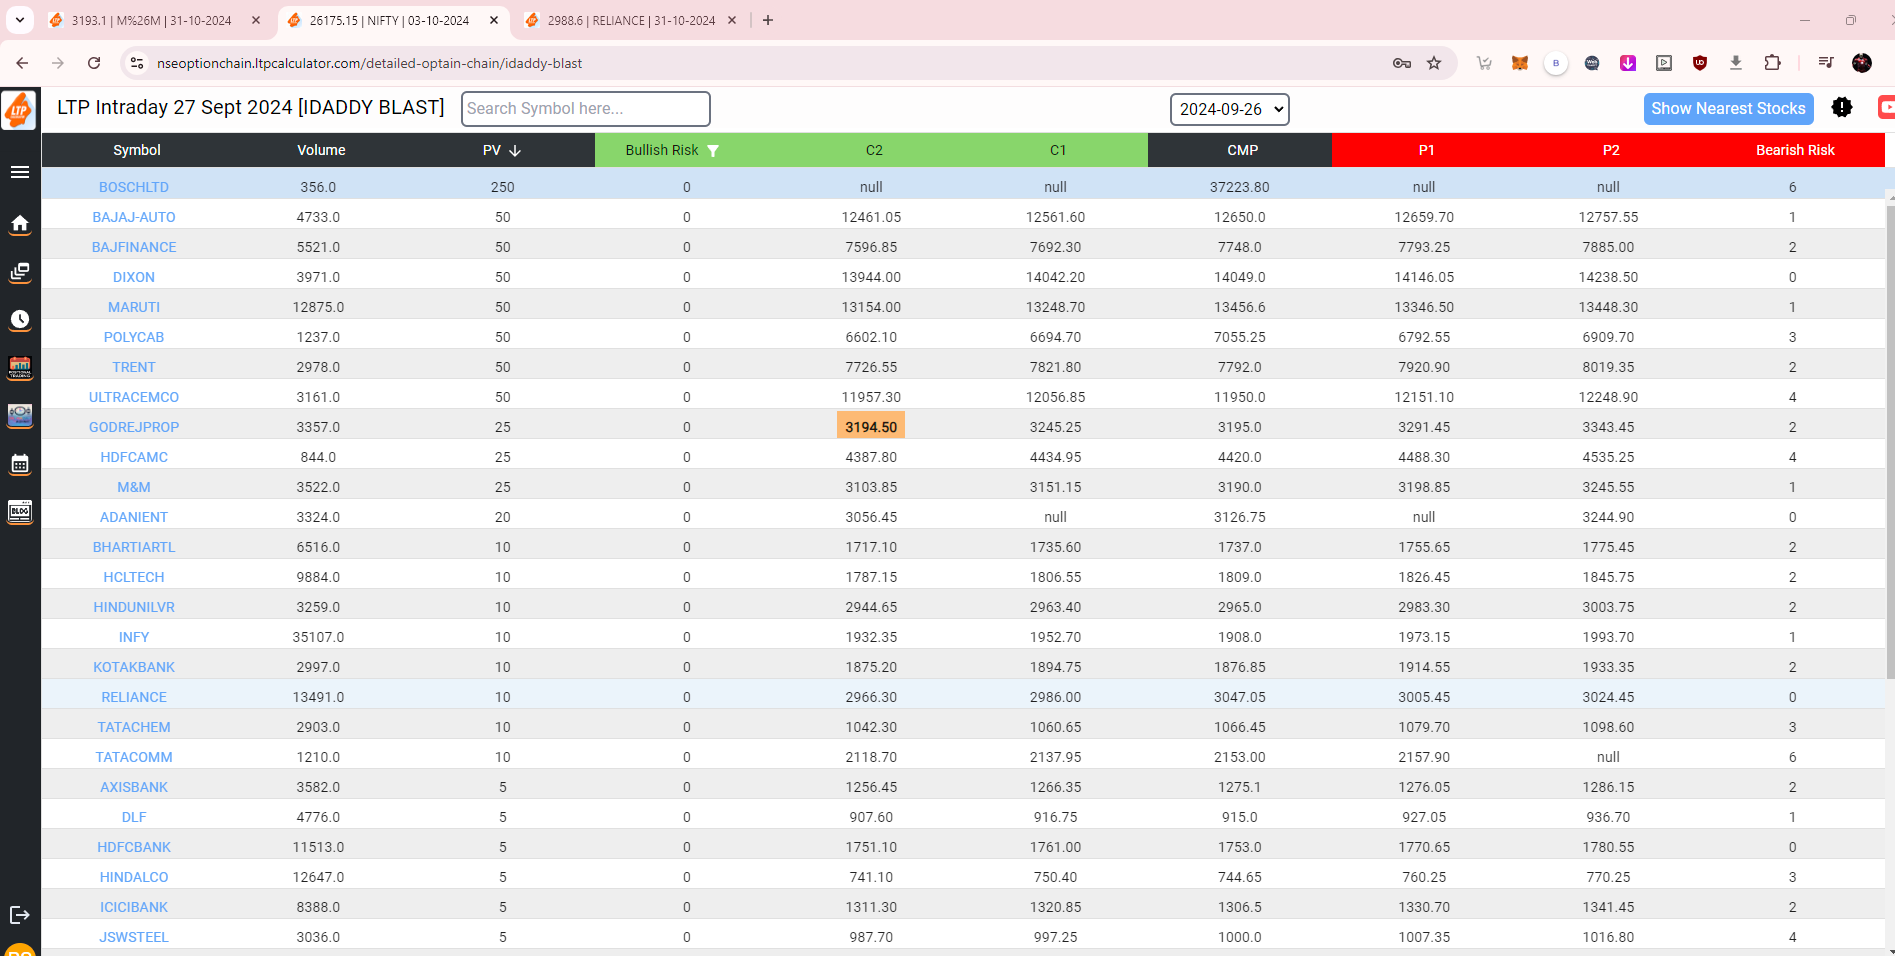 3193.1 | M%26M | 31-10-2024
26175.15 | NIFTY | 03-10-2024
2988.6 | RELIANCE | 31-10-2024
nseoptionchain.ltpcalculator.com/detailed-optain-chain/idaddy-blast
LTP
LTP Intraday 27 Sept 2024 [IDADDY BLAST]
Search Symbol here...
2024-09-26
Show Nearest Stocks
Symbol Volume PV Bullish Risk C2 C1 CMP P1 P2 Bearish Risk
BOSCHLTD 356.0 250 0 null null 37223.80 null null 6
BAJAJ-AUTO 4733.0 50 0 12461.05 12561.60 12650.0 12659.70 12757.55 1
BAJFINANCE 5521.0 50 0 7596.85 7692.30 7748.0 7793.25 7885.00 2
DIXON 3971.0 50 0 13944.00 14042.20 14049.0 14146.05 14238.50 0
MARUTI 12875.0 50 0 13154.00 13248.70 13456.6 13346.50 13448.30 1
POLYCAB 1237.0 50 0 6602.10 6694.70 7055.25 6792.55 6909.70 3
TRENT 2978.0 50 0 7726.55 7821.80 7792.0 7920.90 8019.35 2
ULTRACEMCO 3161.0 50 0 11957.30 12056.85 11950.0 12151.10 12248.90 4
GODREJPROP 3357.0 25 0 3194.50 3245.25 3195.0 3291.45 3343.45 2
HDFCAMC 844.0 25 0 4387.80 4434.95 4420.0 4488.30 4535.25 4
M&M 3522.0 25 0 3103.85 3151.15 3190.0 3198.85 3245.55 1
ADANIENT 3324.0 20 0 3056.45 null 3126.75 null 3244.90 0
BHARTIARTL 6516.0 10 0 1717.10 1735.60 1737.0 1755.65 1775.45 2
HCLTECH 9884.0 10 0 1787.15 1806.55 1809.0 1826.45 1845.75 2
HINDUNILVR 3259.0 10 0 2944.65 2963.40 2965.0 2983.30 3003.75 2
INFY 35107.0 10 0 1932.35 1952.70 1908.0 1973.15 1993.70 1
KOTAKBANK 2997.0 10 0 1875.20 1894.75 1876.85 1914.55 1933.35 2
RELIANCE 13491.0 10 0 2966.30 2986.00 3047.05 3005.45 3024.45 0
TATACHEM 2903.0 10 0 1042.30 1060.65 1066.45 1079.70 1098.60 3
TATACOMM 1210.0 10 0 2118.70 2137.95 2153.00 2157.90 null 6
AXISBANK 3582.0 5 0 1256.45 1266.35 1275.1 1276.05 1286.15 2
DLF 4776.0 5 0 907.60 916.75 915.0 927.05 936.70 1
HDFCBANK 11513.0 5 0 1751.10 1761.00 1753.0 1770.65 1780.55 0
HINDALCO 12647.0 5 0 741.10 750.40 744.65 760.25 770.25 3
ICICIBANK 8388.0 5 0 1311.30 1320.85 1306.5 1330.70 1341.45 2
JSWSTEEL 3036.0 5 0 987.70 997.25 1000.0 1007.35 1016.80 4
BLOG